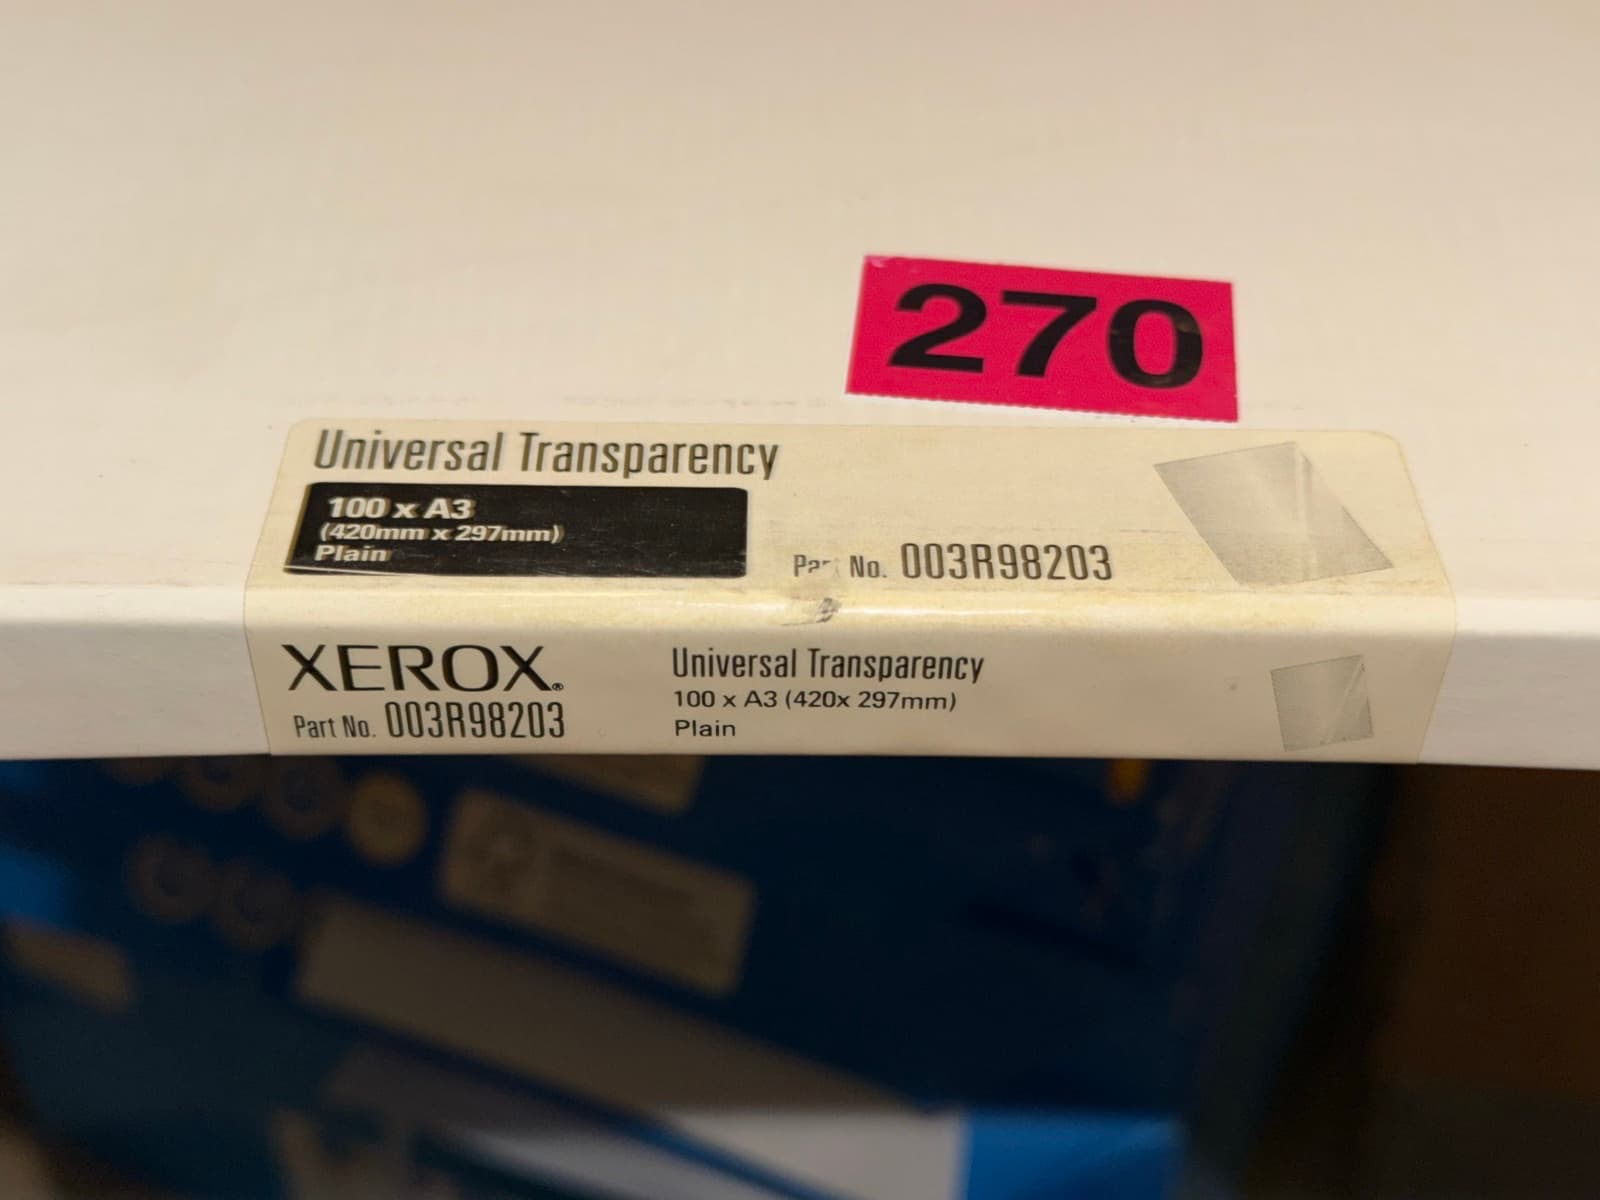 270
Universal Transparency
100 x A3
(420mm x 297mm)
Plain
Part No. 003R98203
XEROX®
Part No. 003R98203
Universal Transparency
100 x A3 (420x 297mm)
Plain